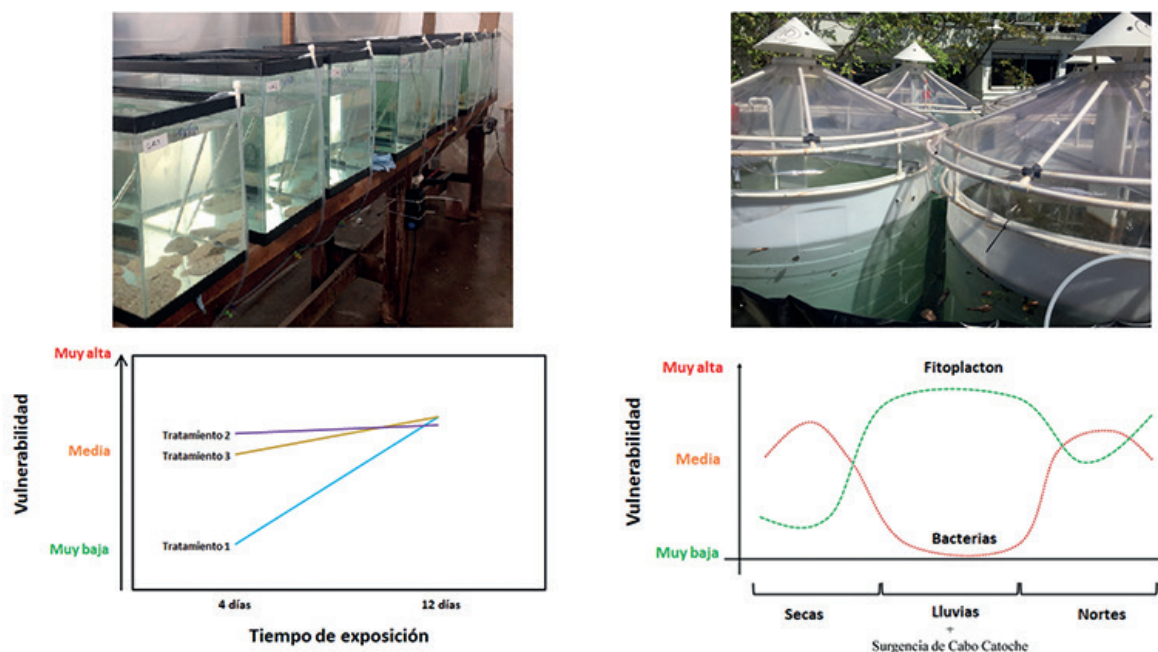 Muy alta
Media
Muy baja
Vulnerabilidad
Tratamiento 2
Tratamiento 3
Tratamiento 1
4 días
12 días
Tiempo de exposición
Muy alta
Media
Muy baja
Vulnerabilidad
Fitoplacton
Bacterias
Secas
Lluvias
Nortes
+
Surgencia de Cabo Catoche